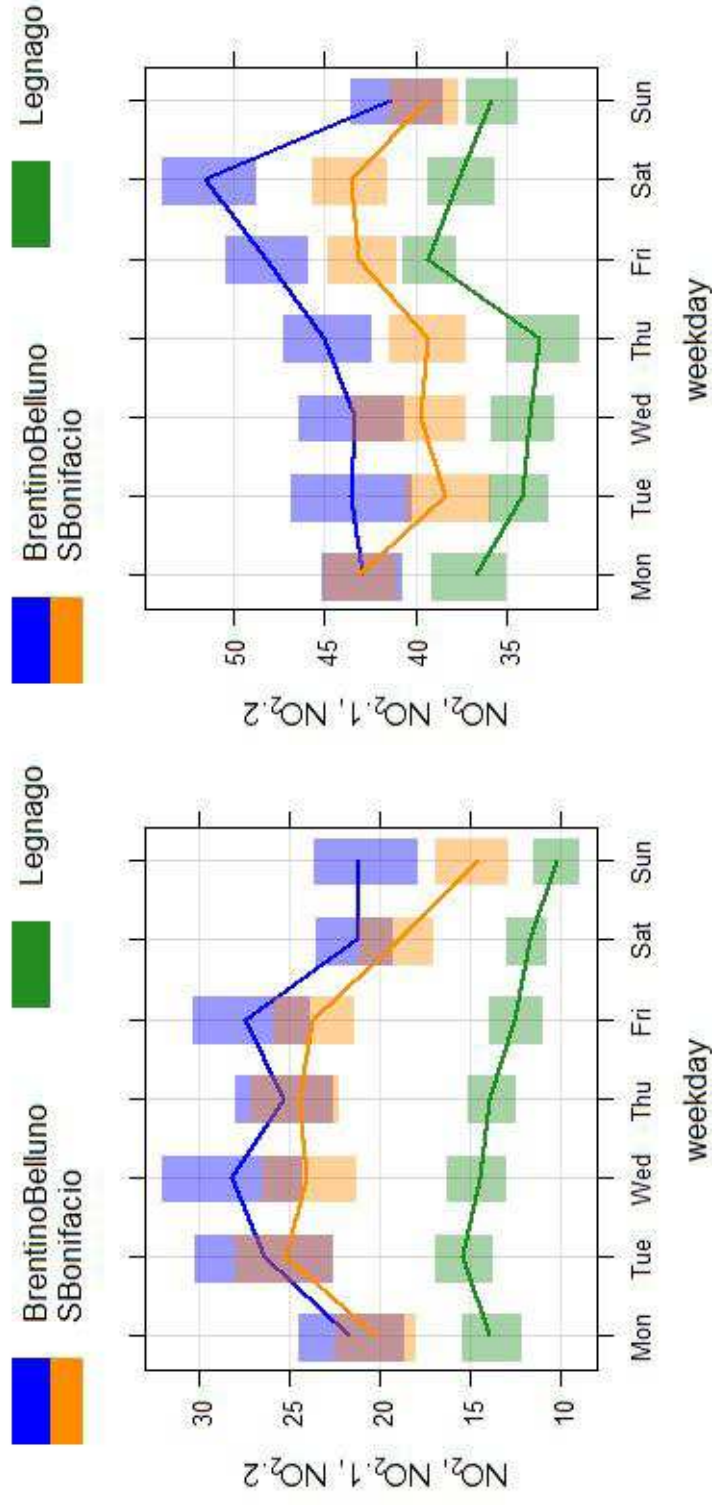 BrentinoBelluno Legnago
SBonifacio
NO2, NO2.1, NO2.2
30
25
20
15
10
Mon Tue Wed Thu Fri Sat Sun
weekday
BrentinoBelluno Legnago
SBonifacio
NO2, NO2.1, NO2.2
50
45
40
35
Mon Tue Wed Thu Fri Sat Sun
weekday